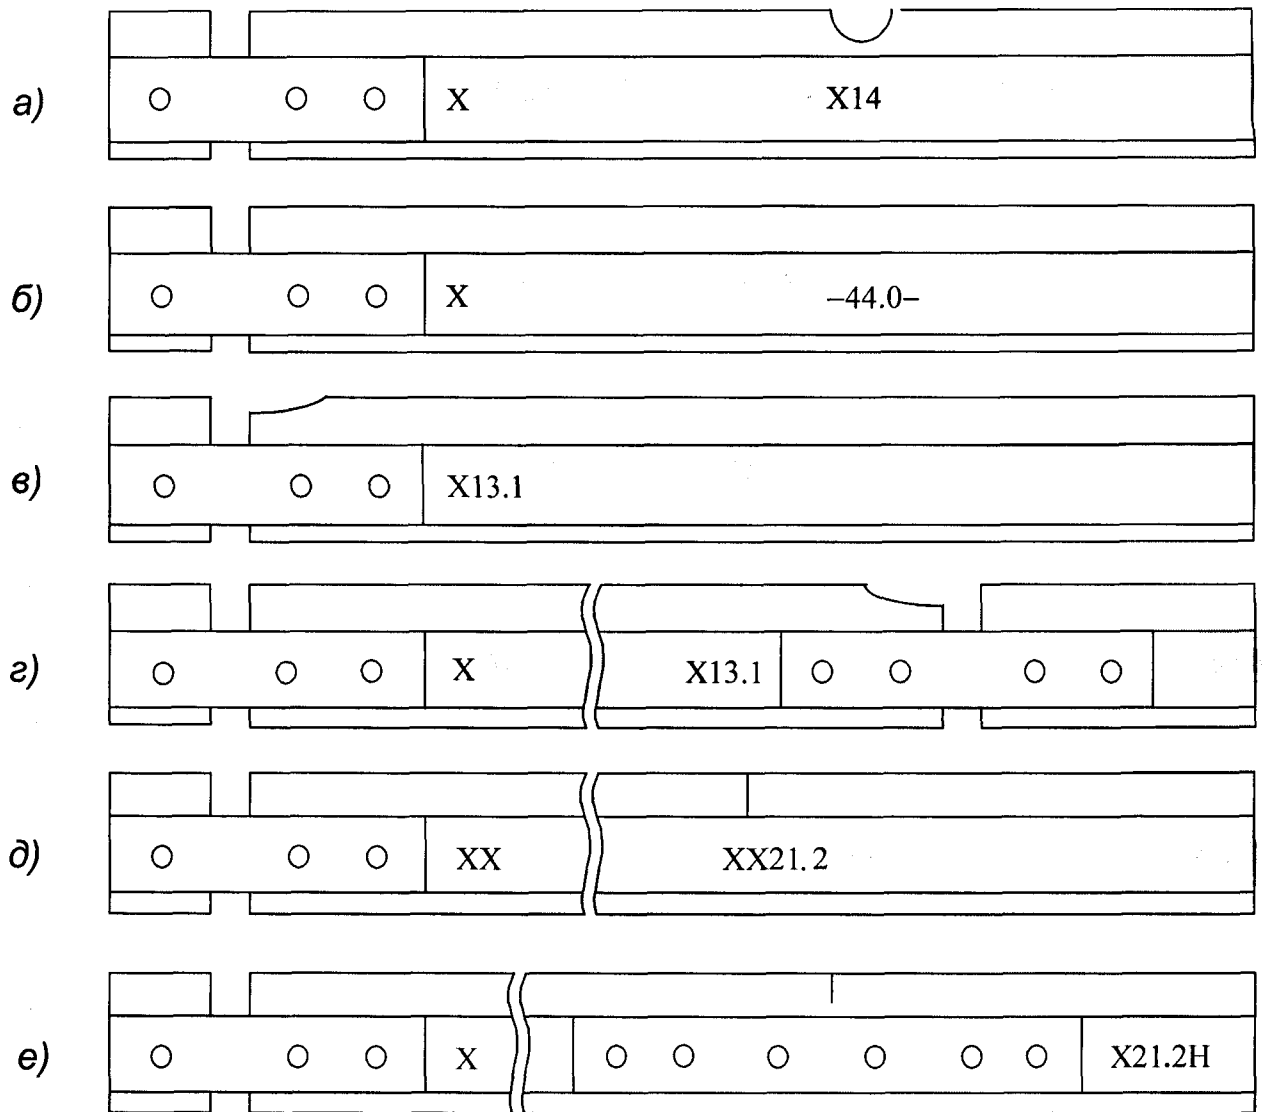 а) X X14
б) X –44.0–
в) X13.1
г) X X13.1
д) XX XX21.2
е) X X21.2H